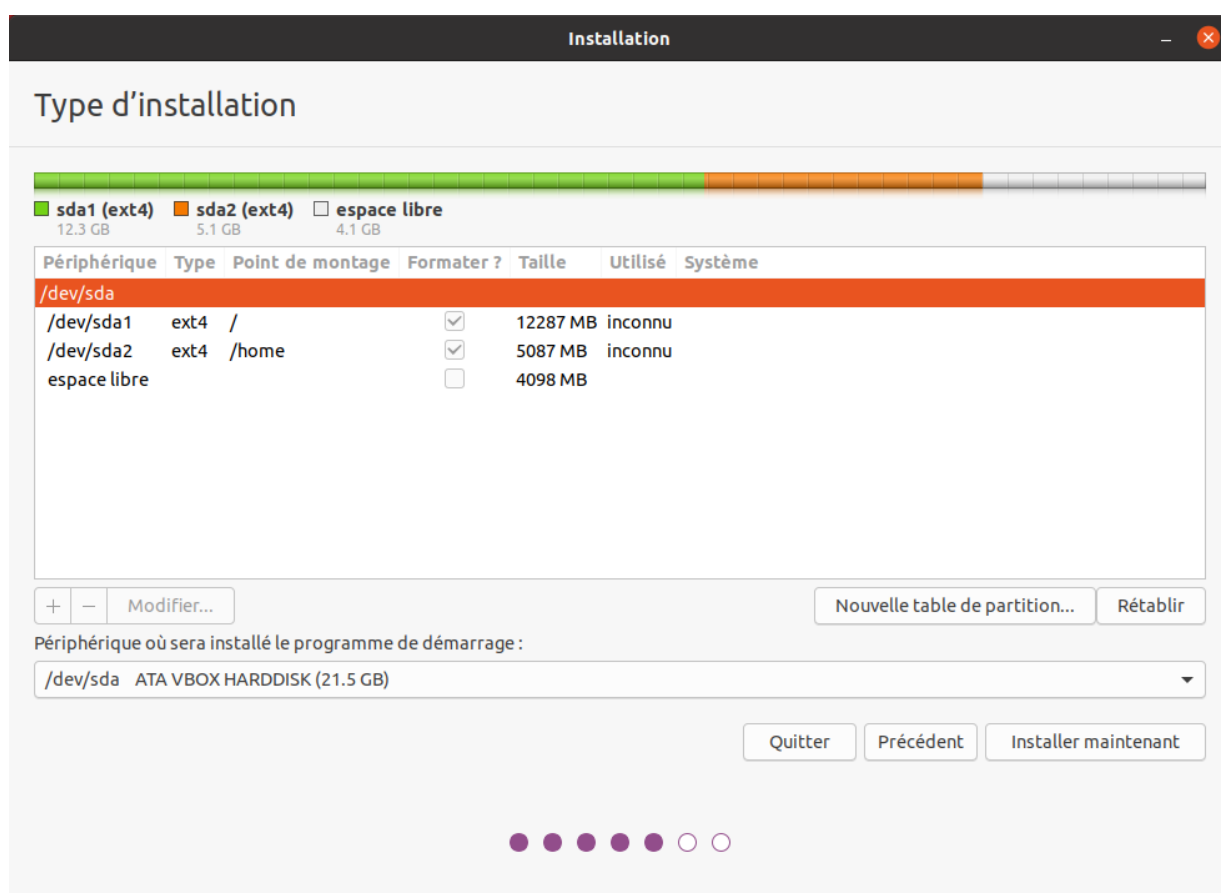 Installation
Type d’installation
sda1 (ext4) sda2 (ext4) espace libre
12.3 GB 5.1 GB 4.1 GB
Périphérique Type Point de montage Formater ? Taille Utilisé Système
/dev/sda
/dev/sda1 ext4 / 12287 MB inconnu
/dev/sda2 ext4 /home 5087 MB inconnu
espace libre 4098 MB
+ − Modifier... Nouvelle table de partition... Rétablir
Périphérique où sera installé le programme de démarrage :
/dev/sda ATA VBOX HARDDISK (21.5 GB)
Quitter Précédent Installer maintenant